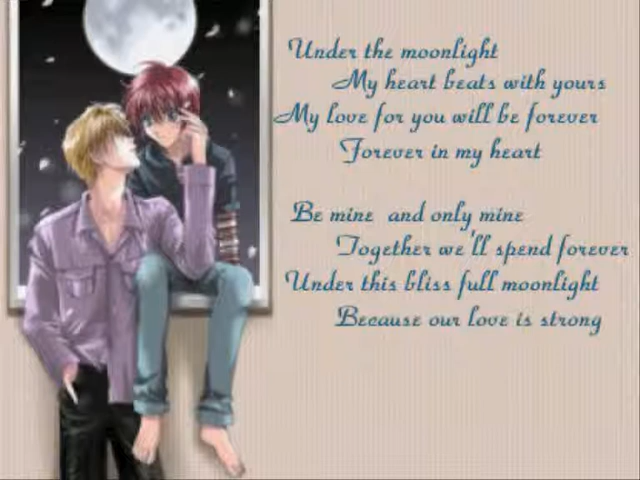 Under the moonlight
My heart beats with yours
My love for you will be forever
Forever in my heart
Be mine and only mine
Together we'll spend forever
Under this bliss full moonlight
Because our love is strong